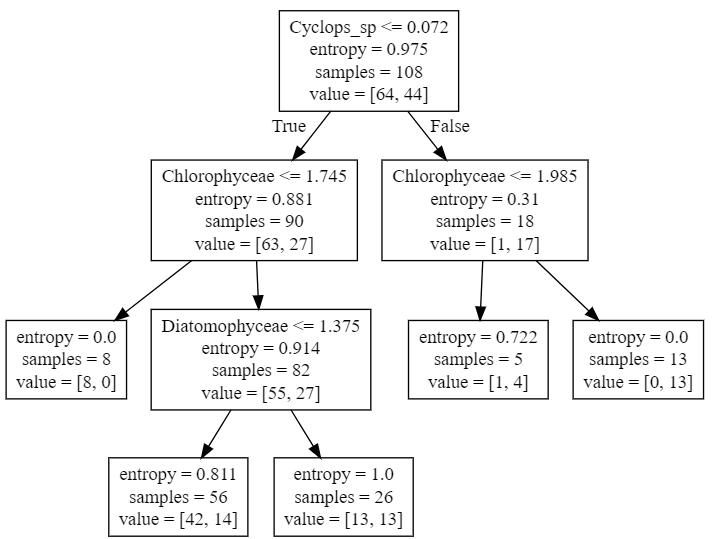 Cyclops_sp <= 0.072
entropy = 0.975
samples = 108
value = [64, 44]
True
False
Chlorophyceae <= 1.745
entropy = 0.881
samples = 90
value = [63, 27]
Chlorophyceae <= 1.985
entropy = 0.31
samples = 18
value = [1, 17]
entropy = 0.0
samples = 8
value = [8, 0]
Diatomophyceae <= 1.375
entropy = 0.914
samples = 82
value = [55, 27]
entropy = 0.722
samples = 5
value = [1, 4]
entropy = 0.0
samples = 13
value = [0, 13]
entropy = 0.811
samples = 56
value = [42, 14]
entropy = 1.0
samples = 26
value = [13, 13]